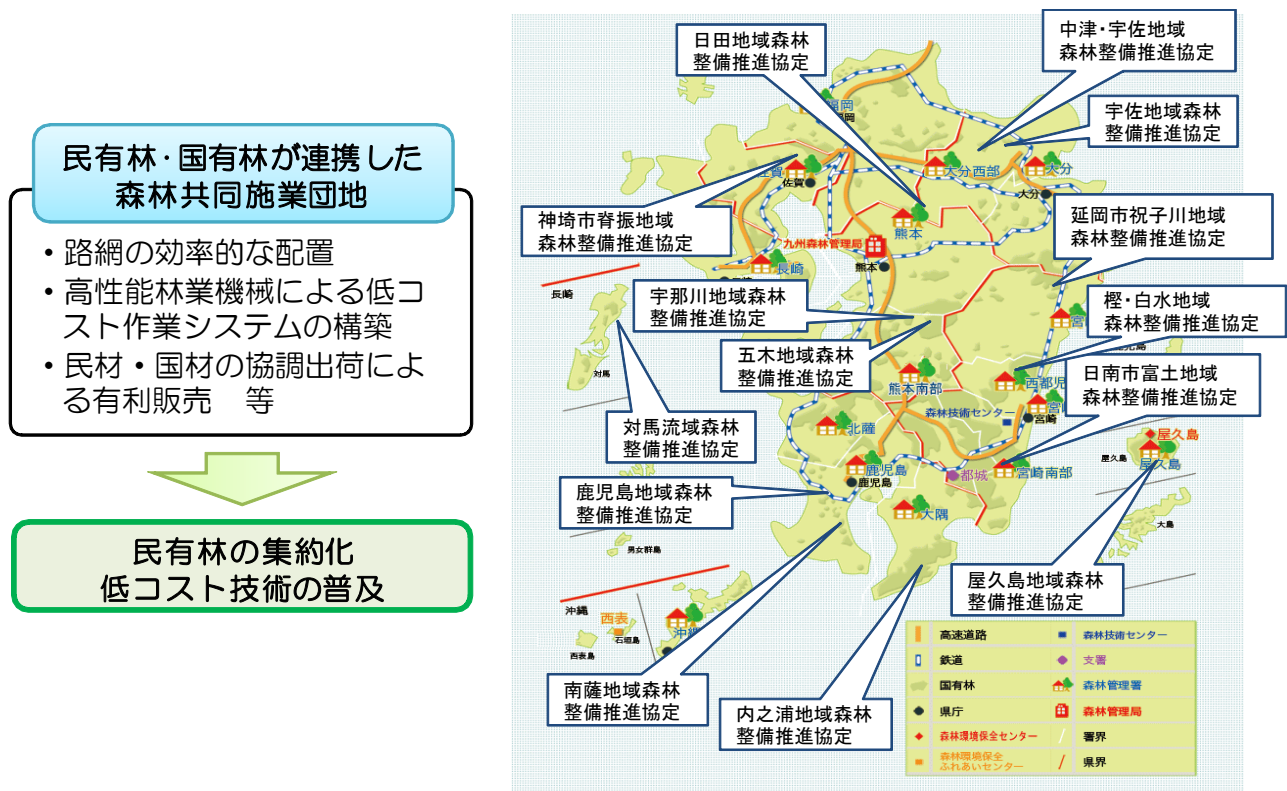 民有林・国有林が連携した
森林共同施業団地
・路網の効率的な配置
・高性能林業機械による低コ
スト作業システムの構築
・民材・国材の協調出荷によ
る有利販売　等
民有林の集約化
低コスト技術の普及
日田地域森林
整備推進協定
中津・宇佐地域
森林整備推進協定
宇佐地域森林
整備推進協定
神埼市脊振地域
森林整備推進協定
延岡市祝子川地域
森林整備推進協定
宇那川地域森林
整備推進協定
樫・白水地域
森林整備推進協定
五木地域森林
整備推進協定
日南市富土地域
森林整備推進協定
対馬流域森林
整備推進協定
鹿児島地域森林
整備推進協定
屋久島地域森林
整備推進協定
南薩地域森林
整備推進協定
内之浦地域森林
整備推進協定
福岡
佐賀
大分西部
大分
大分
熊本
九州森林管理局
熊本
長崎
長崎
対馬
熊本南部
西都児
森林技術センター
宮崎
北薩
鹿児島
鹿児島
都城
宮崎南部
大隅
屋久島
屋久島
屋久島
大島
男女群島
沖縄
西表
石垣島
西表島
沖縄
高速道路
森林技術センター
鉄道
支署
国有林
森林管理署
県庁
森林管理局
森林環境保全センター
署界
森林環境保全
ふれあいセンター
県界